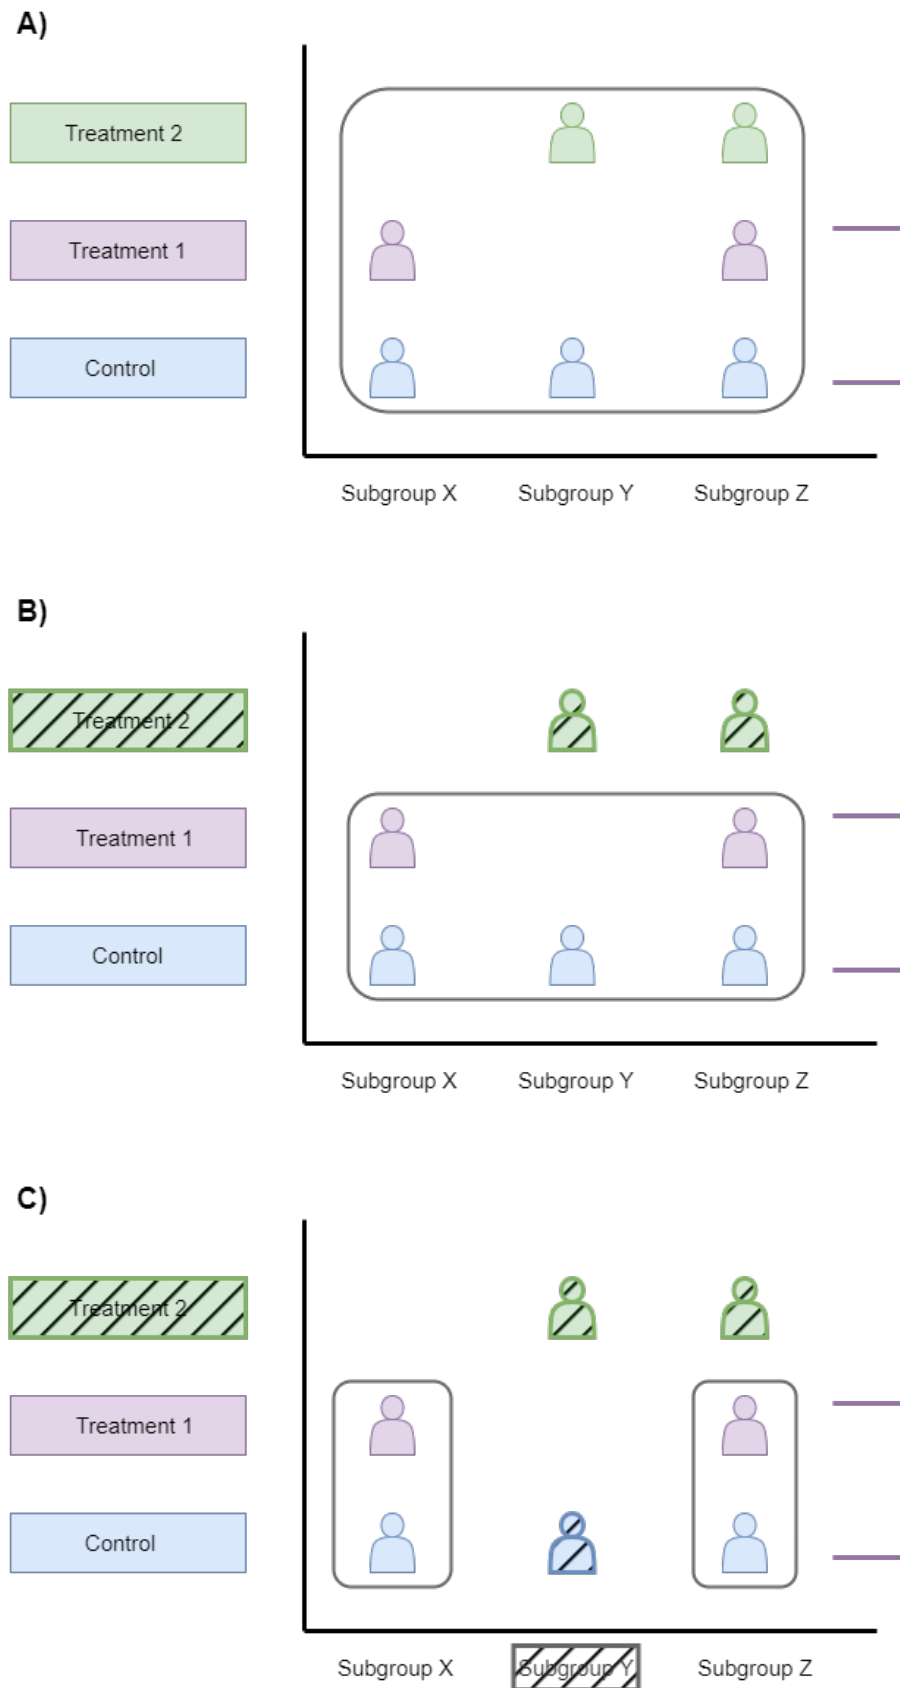 A)
Treatment 2
Treatment 1
Control
Subgroup X Subgroup Y Subgroup Z
B)
Treatment 2
Treatment 1
Control
Subgroup X Subgroup Y Subgroup Z
C)
Treatment 2
Treatment 1
Control
Subgroup X Subgroup Y Subgroup Z